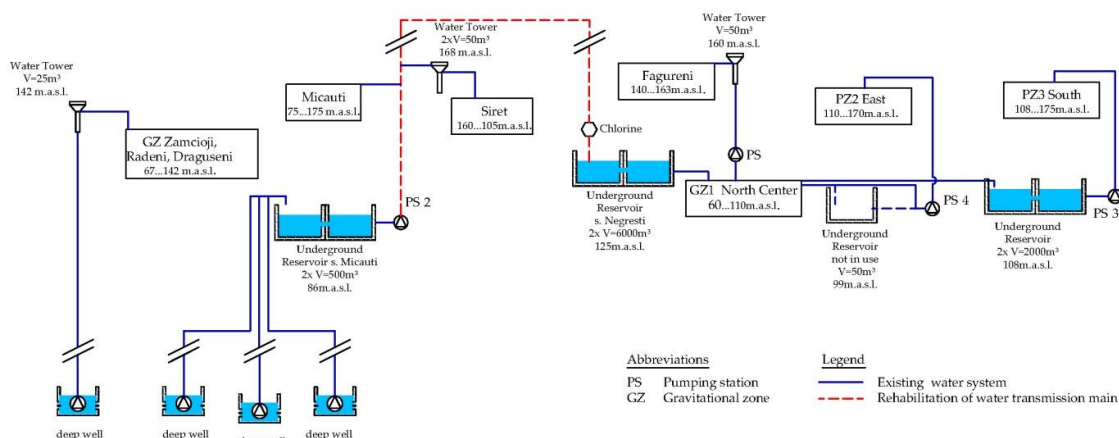 Water Tower
V=25m³
142 m.a.s.l.
GZ Zamcioji,
Radeni, Draguseni
67...142 m.a.s.l.
Micauti
75...175 m.a.s.l.
Water Tower
2xV=50m³
168 m.a.s.l.
Siret
160...105m.a.s.l.
PS 2
Underground
Reservoir s. Micauti
2x V=500m³
86m.a.s.l.
Chlorine
Underground
Reservoir
s. Negresti
2x V=6000m³
125m.a.s.l.
Water Tower
V=50m³
160 m.a.s.l.
Fagureni
140...163m.a.s.l.
PS
GZ1 North Center
60...110m.a.s.l.
PZ2 East
110...170m.a.s.l.
PS 4
Underground
Reservoir
not in use
V=50m³
99m.a.s.l.
PZ3 South
108...175m.a.s.l.
PS 3
Underground
Reservoir
2x V=2000m³
108m.a.s.l.
deep well
deep well
deep well
Abbreviations
PS Pumping station
GZ Gravitational zone
Legend
Existing water system
Rehabilitation of water transmission main